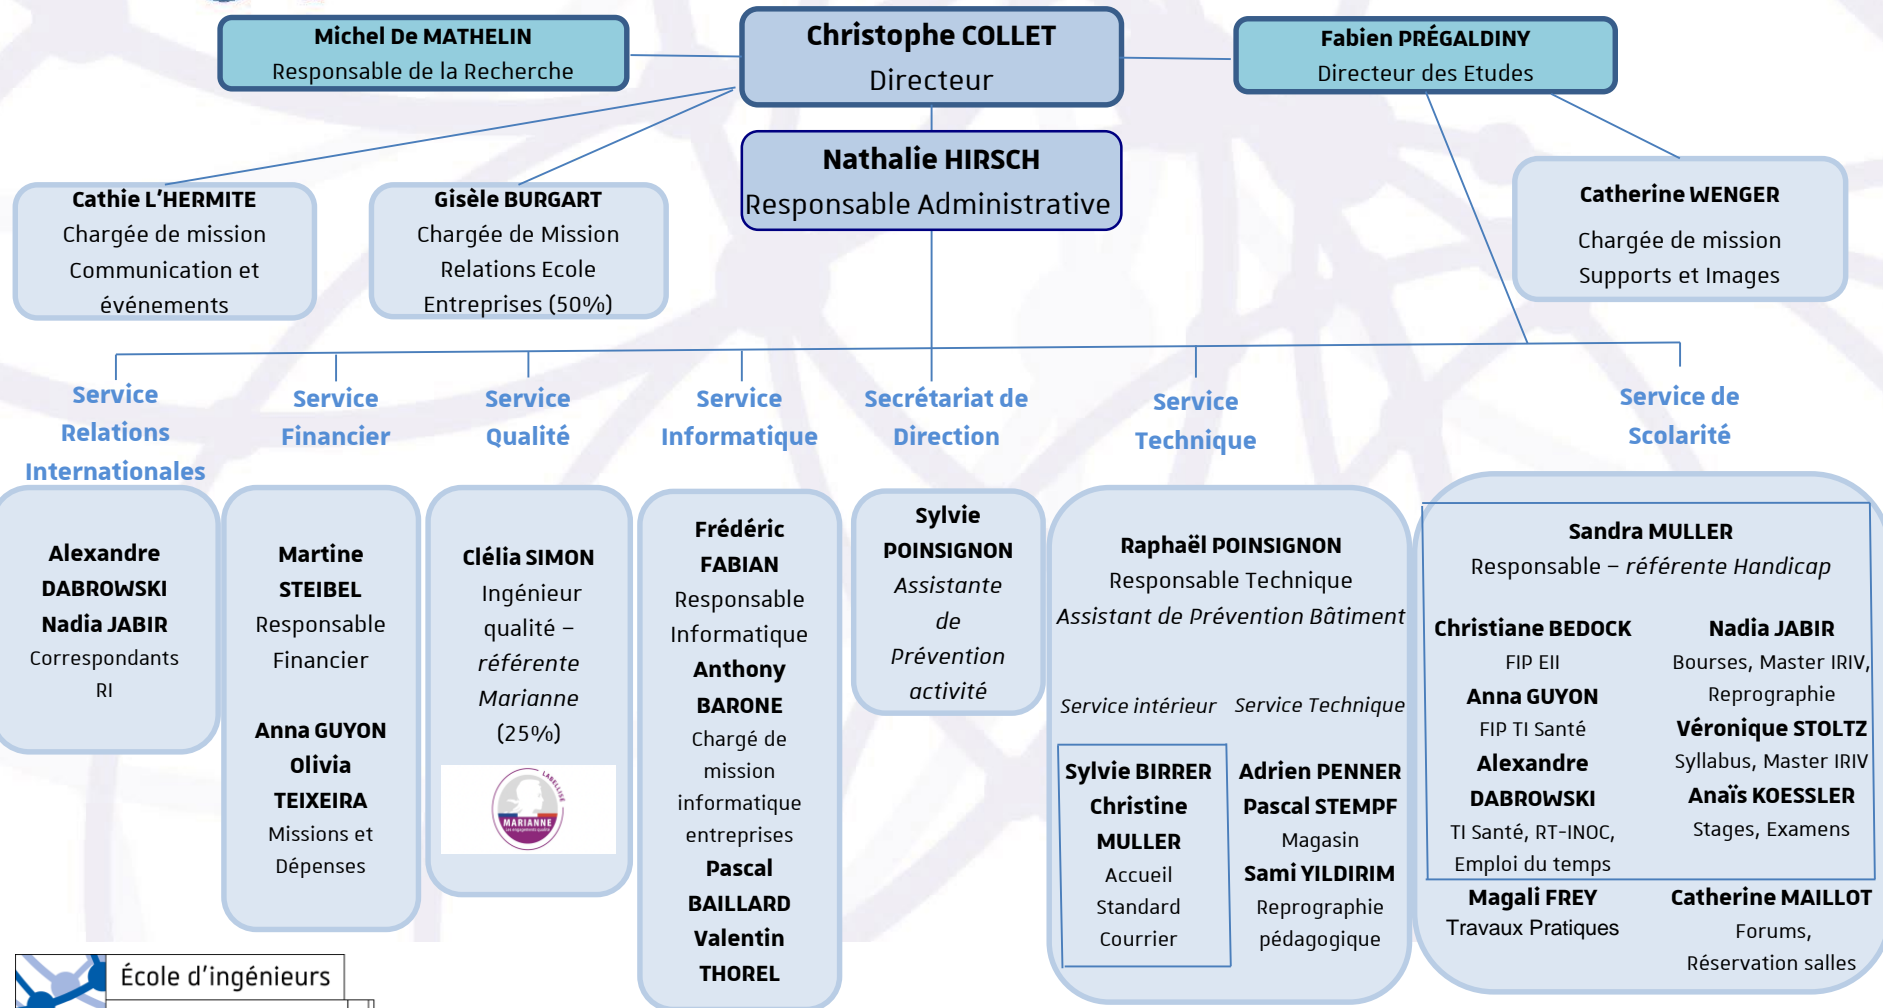 Michel De MATHELIN
Responsable de la Recherche
Christophe COLLET
Directeur
Fabien PRÉGALDINY
Directeur des Etudes
Nathalie HIRSCH
Responsable Administrative
Cathie L'HERMITE
Chargée de mission
Communication et
événements
Gisèle BURGART
Chargée de Mission
Relations Ecole
Entreprises (50%)
Catherine WENGER
Chargée de mission
Supports et Images
Service
Relations
Internationales
Service
Financier
Service
Qualité
Service
Informatique
Secrétariat de
Direction
Service
Technique
Service de
Scolarité
Alexandre
DABROWSKI
Nadia JABIR
Correspondants
RI
Martine
STEIBEL
Responsable
Financier
Anna GUYON
Olivia
TEIXEIRA
Missions et
Dépenses
Clélia SIMON
Ingénieur
qualité –
référente
Marianne
(25%)
LABELLISÉ
MARIANNE
Frédéric
FABIAN
Responsable
Informatique
Anthony
BARONE
Chargé de
mission
informatique
entreprises
Pascal
BAILLARD
Valentin
THOREL
Sylvie
POINSIGNON
Assistante
de
Prévention
activité
Raphaël POINSIGNON
Responsable Technique
Assistant de Prévention Bâtiment
Service intérieur
Sylvie BIRRER
Christine
MULLER
Accueil
Standard
Courrier
Service Technique
Adrien PENNER
Pascal STEMPF
Magasin
Sami YILDIRIM
Reprographie
pédagogique
Sandra MULLER
Responsable – référente Handicap
Christiane BEDOCK
FIP EII
Anna GUYON
FIP TI Santé
Alexandre
DABROWSKI
TI Santé, RT-INOC,
Emploi du temps
Magali FREY
Travaux Pratiques
Nadia JABIR
Bourses, Master IRIV,
Reprographie
Véronique STOLTZ
Syllabus, Master IRIV
Anaïs KOESSLER
Stages, Examens
Catherine MAILLOT
Forums,
Réservation salles
École d'ingénieurs